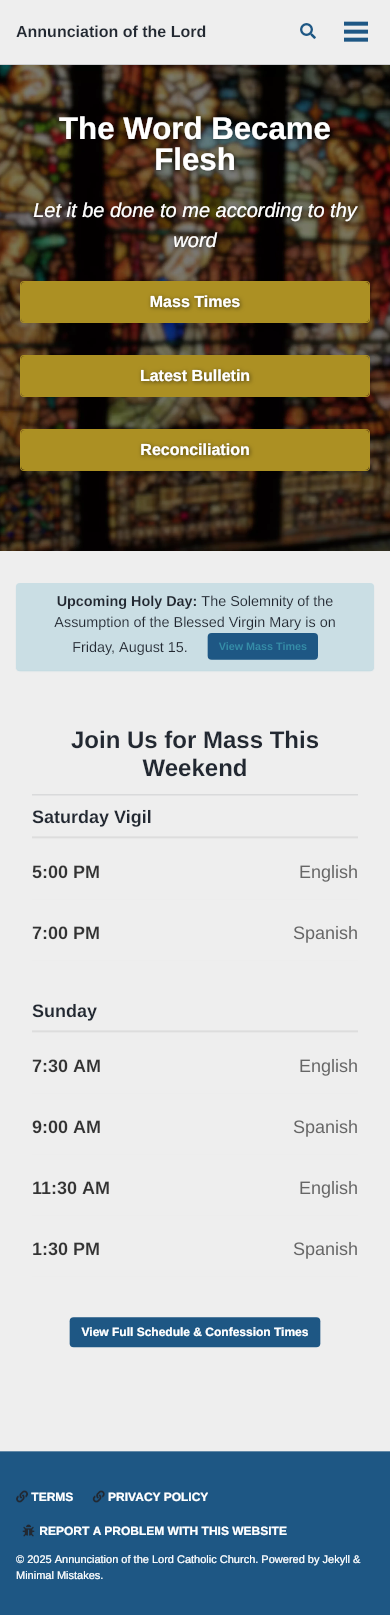 Annunciation of the Lord
The Word Became
Flesh
Let it be done to me according to thy
word
Mass Times
Latest Bulletin
Reconciliation
Upcoming Holy Day: The Solemnity of the
Assumption of the Blessed Virgin Mary is on
Friday, August 15. View Mass Times
Join Us for Mass This
Weekend
Saturday Vigil
5:00 PM English
7:00 PM Spanish
Sunday
7:30 AM English
9:00 AM Spanish
11:30 AM English
1:30 PM Spanish
View Full Schedule & Confession Times
TERMS PRIVACY POLICY
REPORT A PROBLEM WITH THIS WEBSITE
© 2025 Annunciation of the Lord Catholic Church. Powered by Jekyll &
Minimal Mistakes.